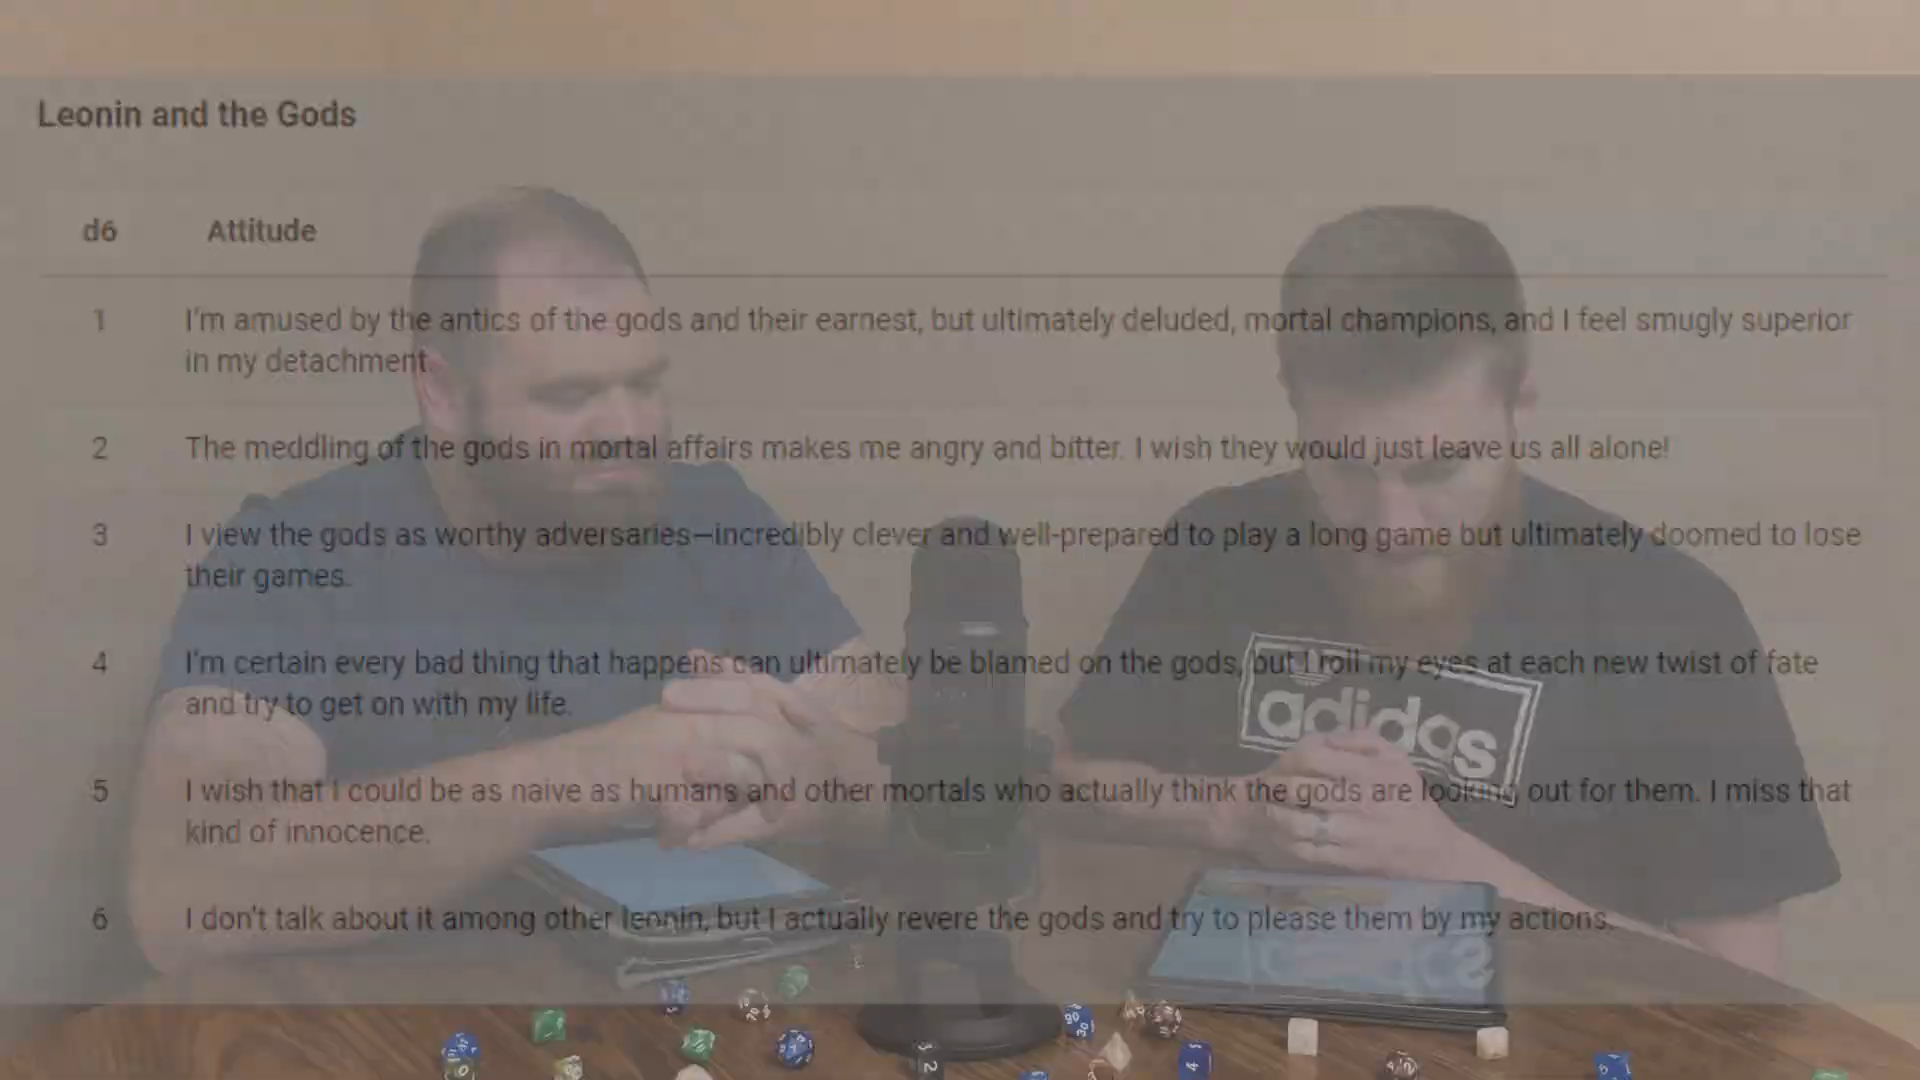 Leonin and the Gods
d6 Attitude
1 I'm amused by the antics of the gods and their earnest, but ultimately deluded, mortal champions, and I feel smugly superior
in my detachment.
2 The meddling of the gods in mortal affairs makes me angry and bitter. I wish they would just leave us all alone!
3 I view the gods as worthy adversaries—incredibly clever and well-prepared to play a long game but ultimately doomed to lose
their games.
4 I'm certain every bad thing that happens can ultimately be blamed on the gods, but I roll my eyes at each new twist of fate
and try to get on with my life.
adidas
5 I wish that I could be as naive as humans and other mortals who actually think the gods are looking out for them. I miss that
kind of innocence.
6 I don't talk about it among other leonin, but I actually revere the gods and try to please them by my actions.